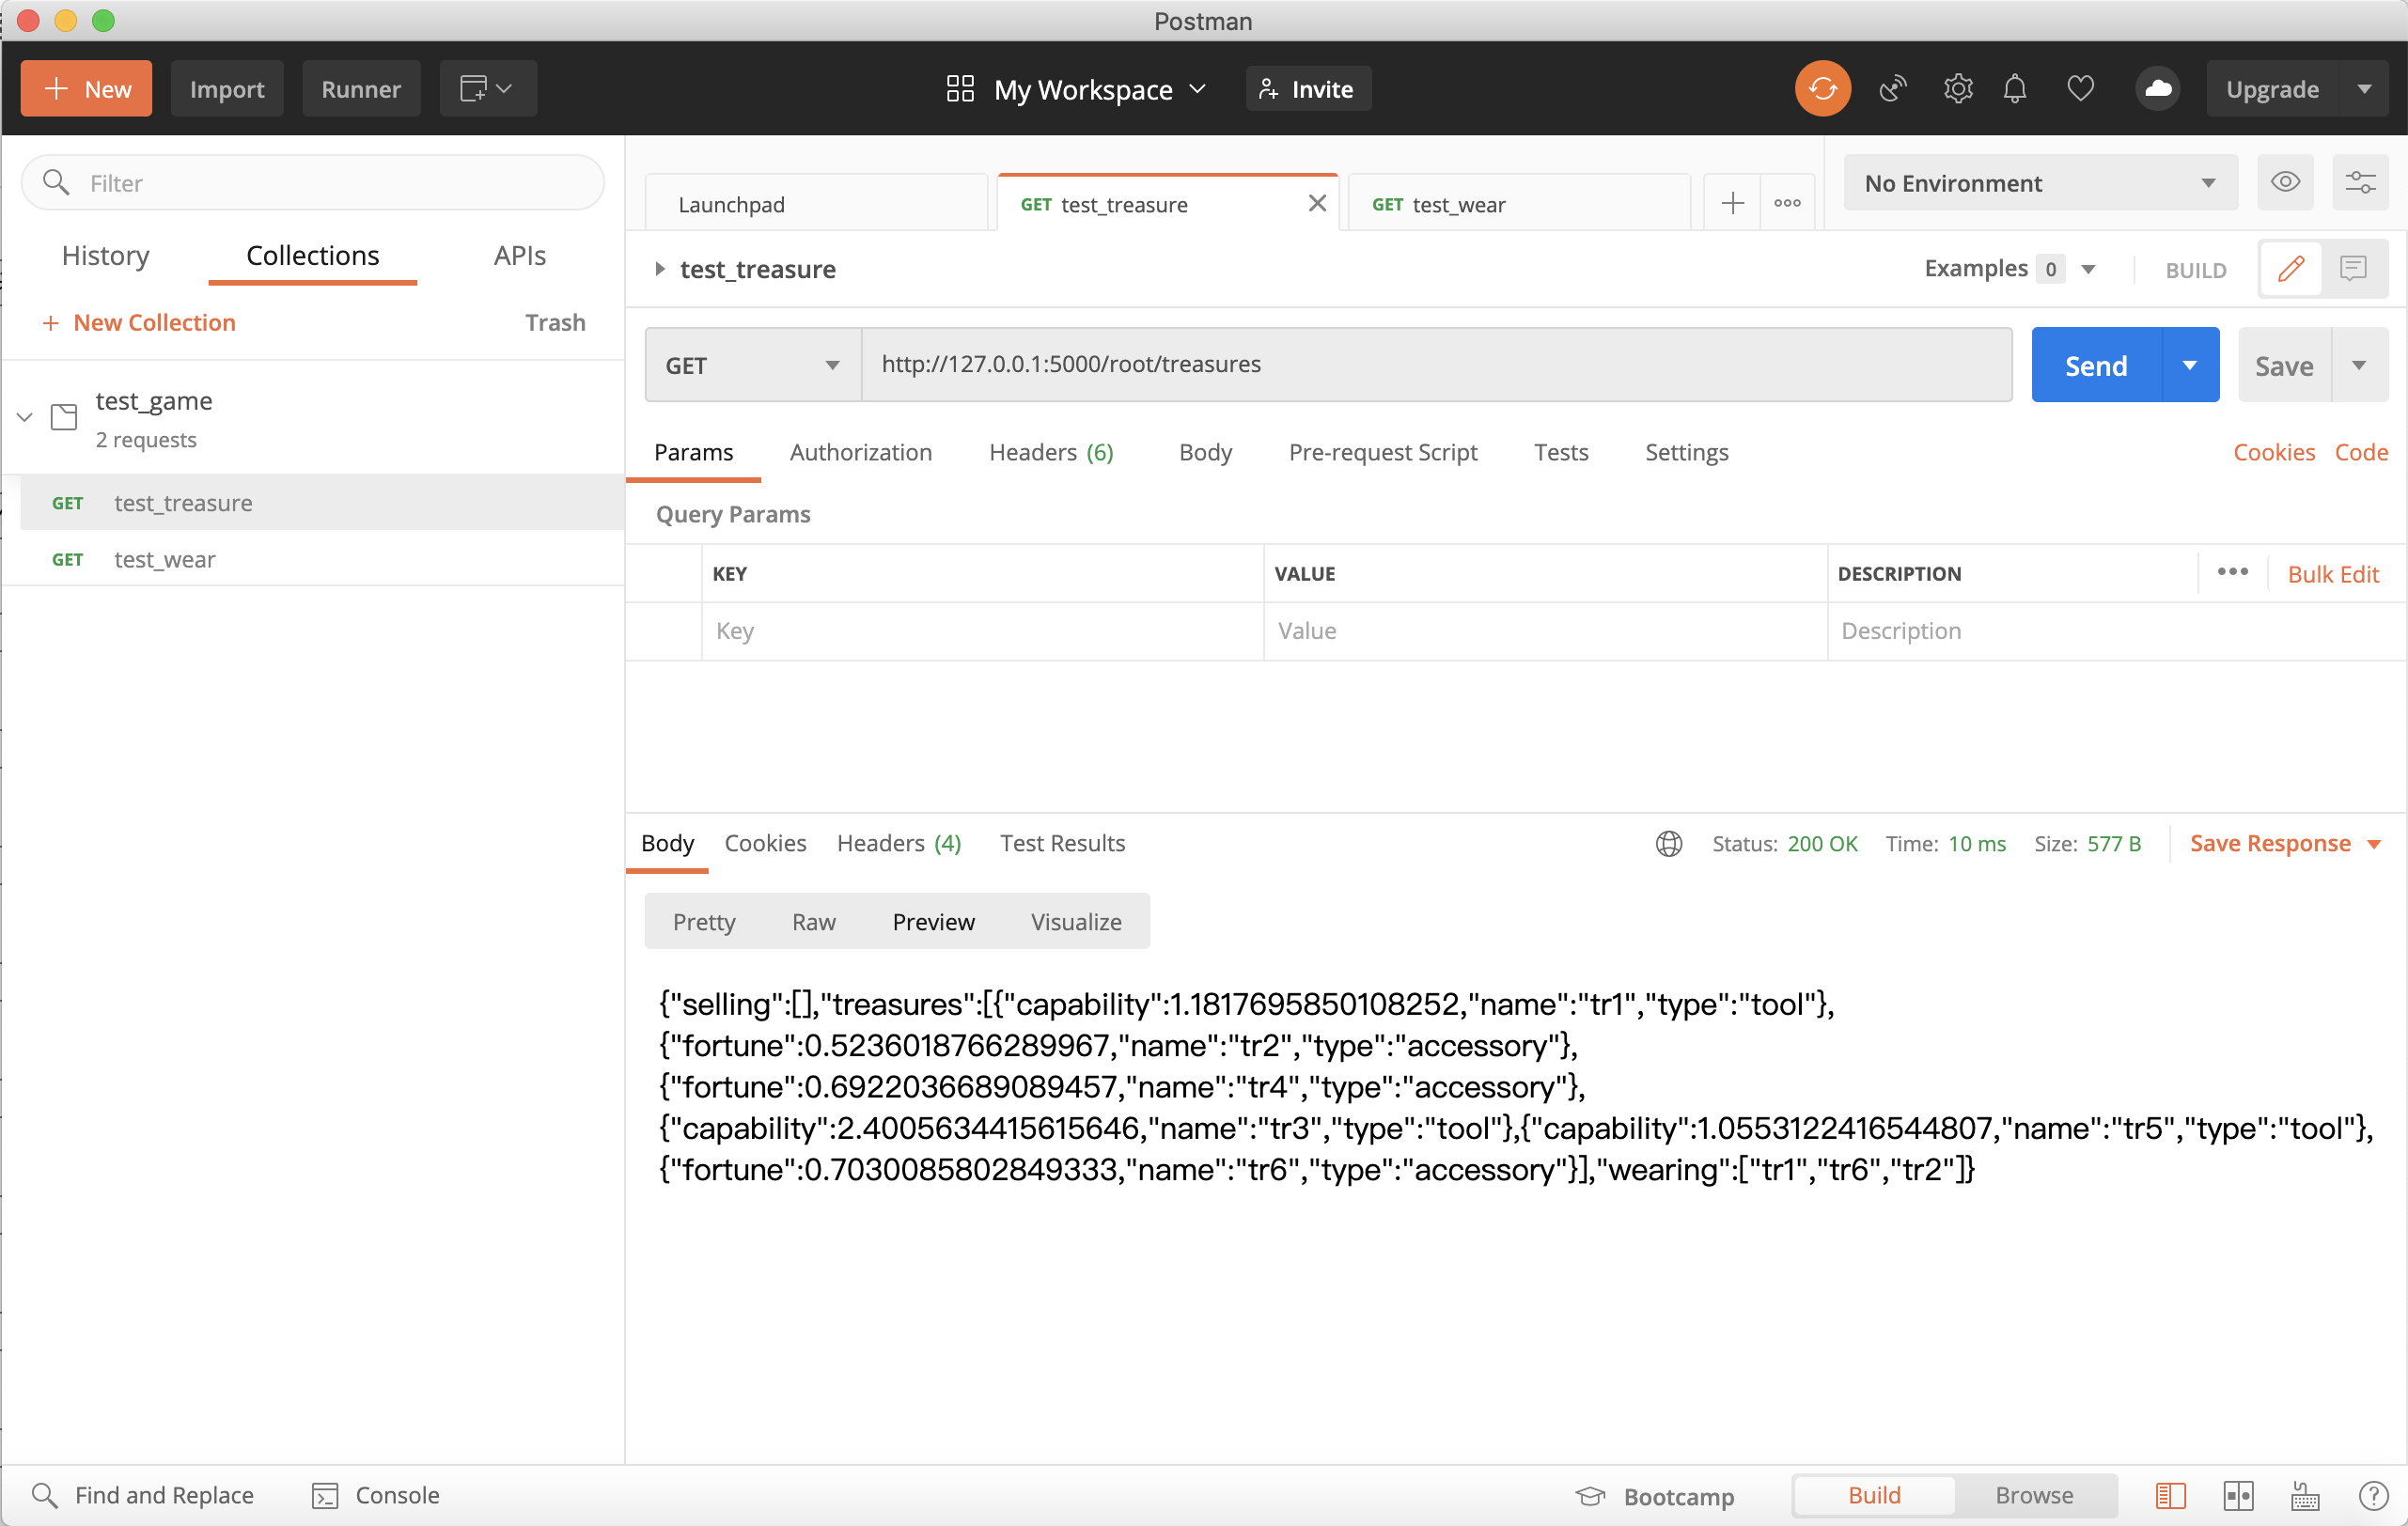 Postman
New Import Runner My Workspace Invite Upgrade
Filter
History Collections APIs
+ New Collection Trash
test_game
2 requests
GET test_treasure
GET test_wear
Launchpad GET test_treasure GET test_wear No Environment
test_treasure Examples 0 BUILD
GET http://127.0.0.1:5000/root/treasures Send Save
Params Authorization Headers (6) Body Pre-request Script Tests Settings Cookies Code
Query Params
KEY VALUE DESCRIPTION Bulk Edit
Key Value Description
Body Cookies Headers (4) Test Results Status: 200 OK Time: 10 ms Size: 577 B Save Response
Pretty Raw Preview Visualize
{"selling":[],"treasures":[{"capability":1.1817695850108252,"name":"tr1","type":"tool"},
{"fortune":0.5236018766289967,"name":"tr2","type":"accessory"},
{"fortune":0.6922036689089457,"name":"tr4","type":"accessory"},
{"capability":2.4005634415615646,"name":"tr3","type":"tool"},{"capability":1.0553122416544807,"name":"tr5","type":"tool"},
{"fortune":0.7030085802849333,"name":"tr6","type":"accessory"}],"wearing":["tr1","tr6","tr2"]}
Find and Replace Console Bootcamp Build Browse